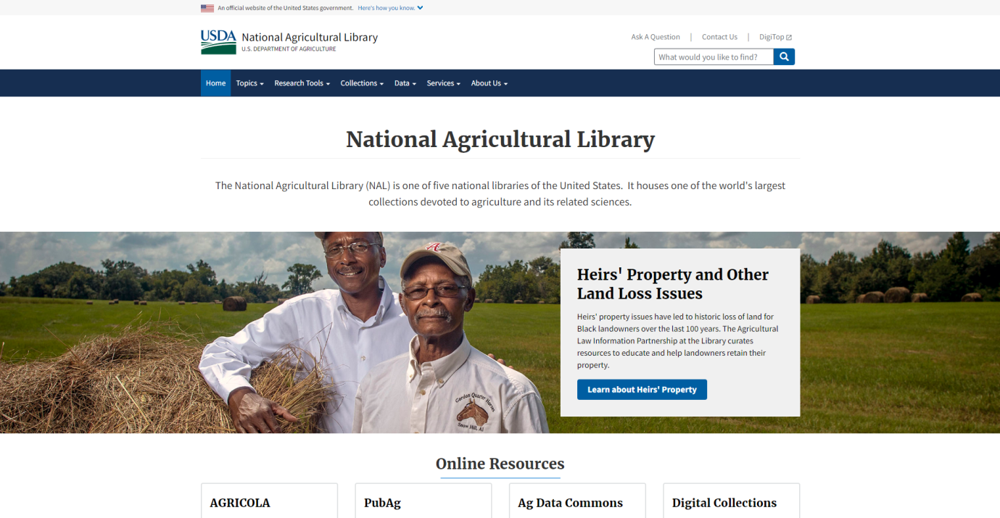 An official website of the United States government. Here's how you know.
USDA
National Agricultural Library
U.S. DEPARTMENT OF AGRICULTURE
Ask A Question | Contact Us | DigiTop
What would you like to find?
Home Topics Research Tools Collections Data Services About Us
National Agricultural Library
The National Agricultural Library (NAL) is one of five national libraries of the United States. It houses one of the world's largest
collections devoted to agriculture and its related sciences.
A
Heirs' Property and Other
Land Loss Issues
Heirs' property issues have led to historic loss of land for
Black landowners over the last 100 years. The Agricultural
Law Information Partnership at the Library curates
resources to educate and help landowners retain their
property.
Learn about Heirs' Property
Gordon Quarter Horses
Snow Hill, Al
Online Resources
AGRICOLA
PubAg
Ag Data Commons
Digital Collections